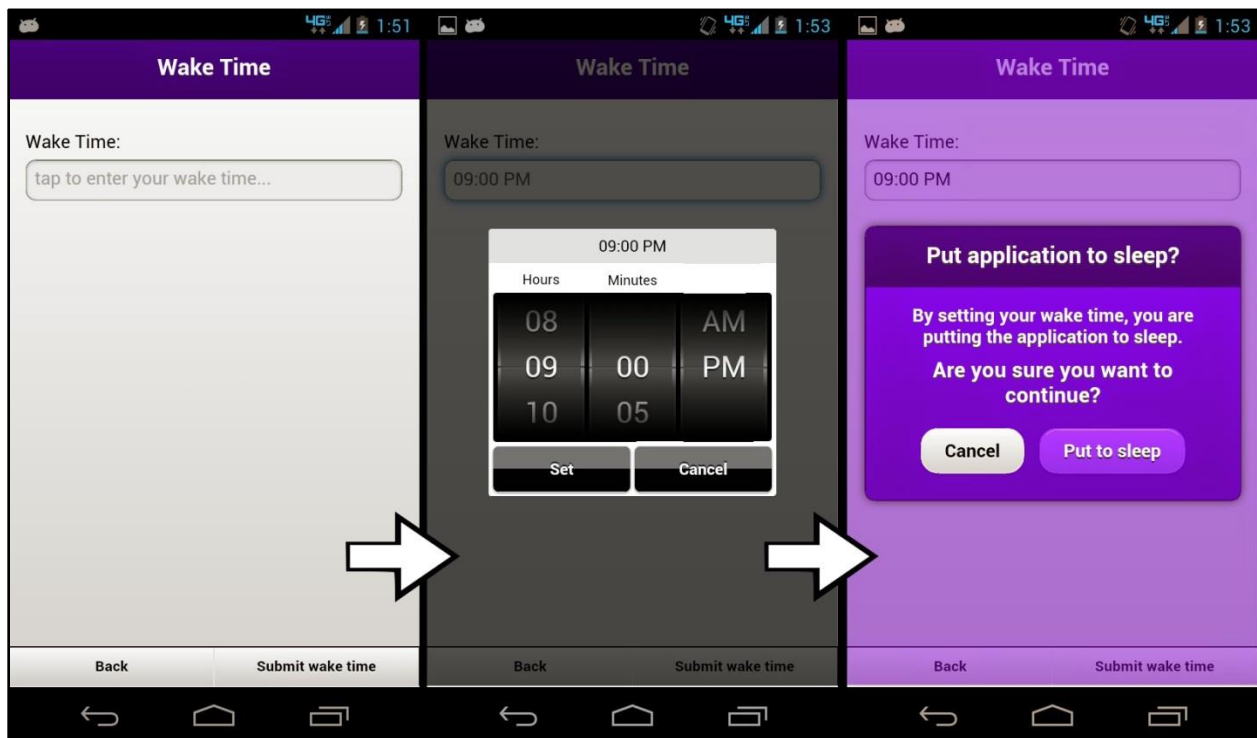 4G 1:51
Wake Time
Wake Time:
tap to enter your wake time...
Back Submit wake time
4G 1:53
Wake Time
Wake Time:
09:00 PM
09:00 PM
Hours Minutes
08 AM
09 00 PM
10 05
Set Cancel
Back Submit wake time
4G 1:53
Wake Time
Wake Time:
09:00 PM
Put application to sleep?
By setting your wake time, you are
putting the application to sleep.
Are you sure you want to
continue?
Cancel Put to sleep
Back Submit wake time